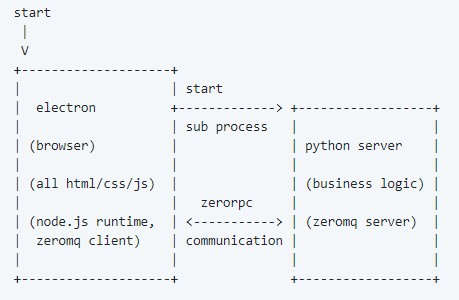 start
|
V
+-------------------+
|                   | start
|  electron         +-------------> +-----------------+
|                   | sub process   |                 |
| (browser)         |               | python server   |
|                   |               |                 |
| (all html/css/js) |               | (business logic) |
|                   |   zerorpc     |                 |
| (node.js runtime, | <-----------> | (zeromq server) |
|  zeromq client)   | communication |                 |
|                   |               |                 |
+-------------------+               +-----------------+